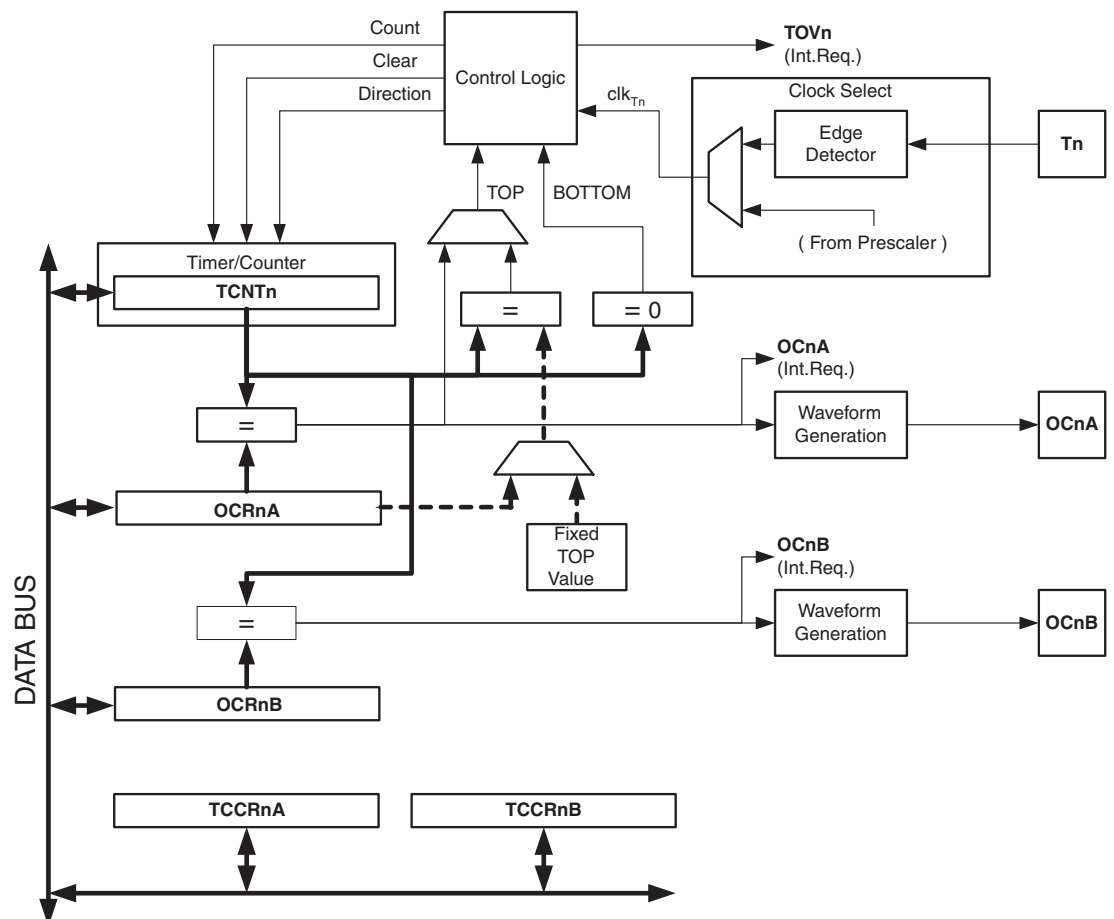 Count
Clear
Direction
Control Logic
TOVn
(Int.Req.)
clkTn
Clock Select
Edge
Detector
Tn
( From Prescaler )
TOP
BOTTOM
Timer/Counter
TCNTn
=
= 0
OCnA
(Int.Req.)
=
Waveform
Generation
OCnA
OCRnA
Fixed
TOP
Value
OCnB
(Int.Req.)
=
Waveform
Generation
OCnB
OCRnB
DATA BUS
TCCRnA
TCCRnB